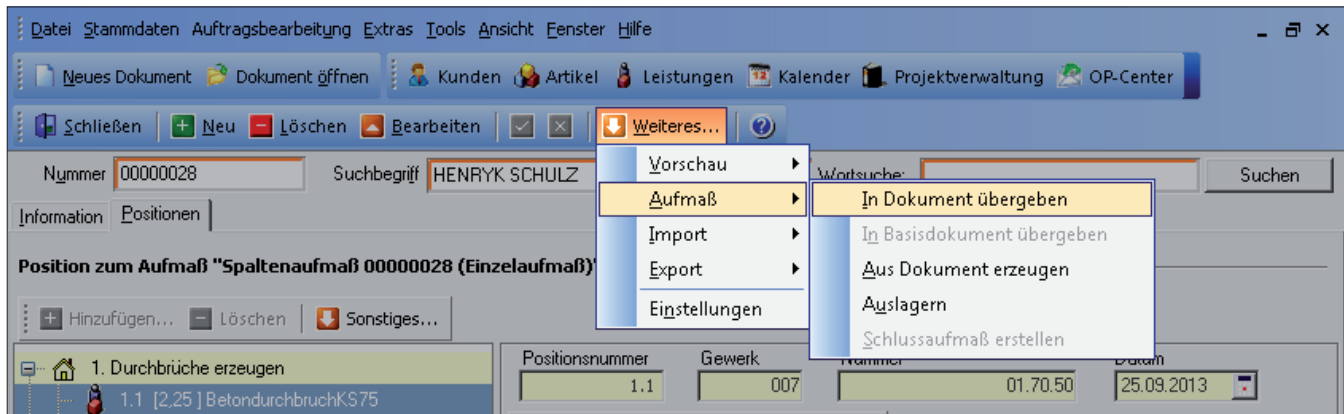 Datei Stammdaten Auftragsbearbeitung Extras Tools Ansicht Fenster Hilfe
Neues Dokument Dokument öffnen Kunden Artikel Leistungen 12 Kalender Projektverwaltung OP-Center
Schließen Neu Löschen Bearbeiten Weiteres...
Nummer 00000028 Suchbegriff HENRYK SCHULZ Wortsuche: Suchen
Vorschau
Information Positionen
Aufmaß
In Dokument übergeben
Import
In Basisdokument übergeben
Position zum Aufmaß "Spaltenaufmaß 00000028 (Einzelaufmaß)"
Export
Aus Dokument erzeugen
Einstellungen
Auslagern
Hinzufügen... Löschen Sonstiges...
Schlussaufmaß erstellen
1. Durchbrüche erzeugen
Positionsnummer Gewerk Nummer Datum
1.1 007 01.70.50 25.09.2013
1.1 [2,25 ] BetondurchbruchKS75